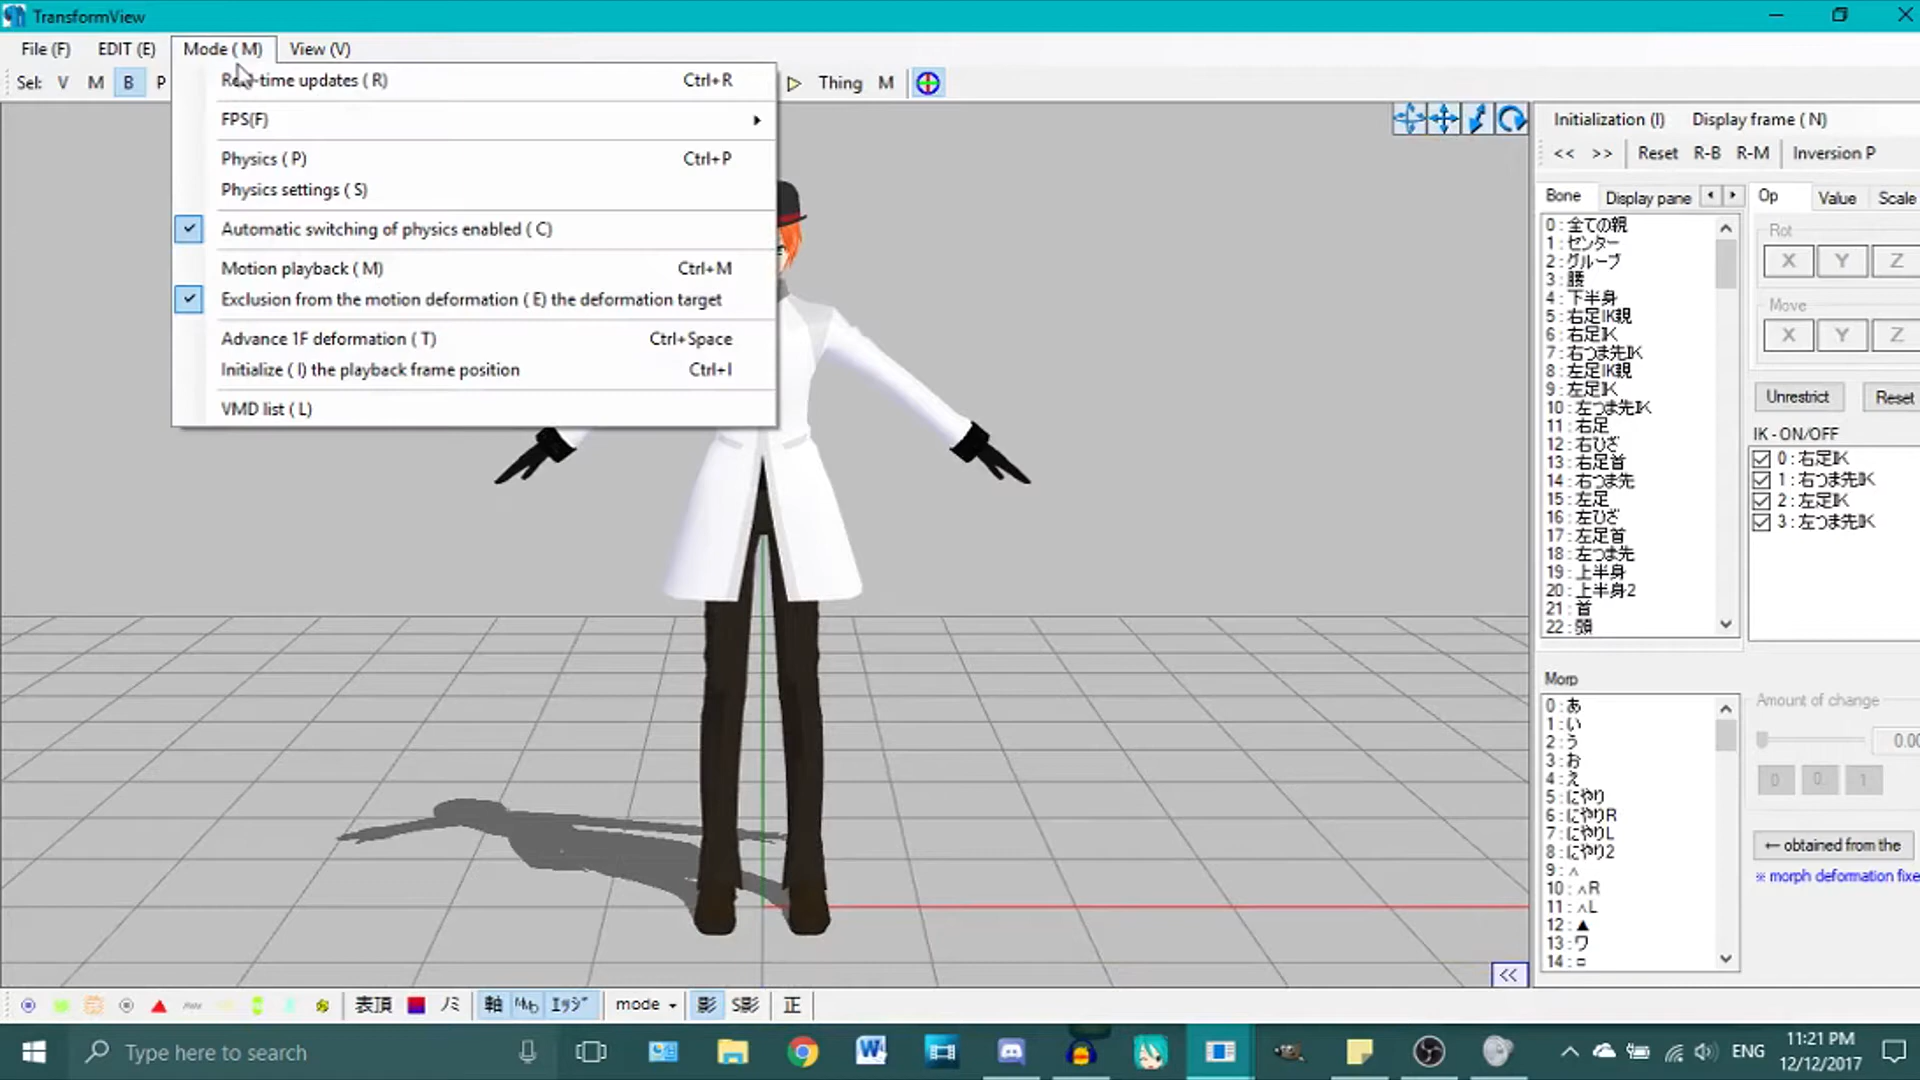 TransformView
File (F) EDIT (E) Mode ( M) View (V)
Sel: V M B P Thing M
Real-time updates ( R) Ctrl+R
FPS(F)
Physics ( P) Ctrl+P
Physics settings ( S)
Automatic switching of physics enabled ( C)
Motion playback ( M) Ctrl+M
Exclusion from the motion deformation ( E) the deformation target
Advance 1F deformation ( T) Ctrl+Space
Initialize ( I) the playback frame position Ctrl+I
VMD list ( L)
Initialization (I) Display frame ( N)
<< >> Reset R-B R-M Inversion P
Bone Display pane
0 : 全ての親
1 : センター
2 : グルーブ
3 : 腰
4 : 下半身
5 : 右足IK親
6 : 右足IK
7 : 右つま先IK
8 : 左足IK親
9 : 左足IK
10 : 左つま先IK
11 : 右足
12 : 右ひざ
13 : 右足首
14 : 右つま先
15 : 左足
16 : 左ひざ
17 : 左足首
18 : 左つま先
19 : 上半身
20 : 上半身2
21 : 首
22 : 頭
Op Value Scale
Rot
X Y Z
Move
X Y Z
Unrestrict Reset
IK - ON/OFF
0 : 右足IK
1 : 右つま先IK
2 : 左足IK
3 : 左つま先IK
Morp
0 : あ
1 : い
2 : う
3 : お
4 : え
5 : にやり
6 : にやりR
7 : にやりL
8 : にやり2
9 : ∧
10 : ∧R
11 : ∧L
12 : ▲
13 : ワ
14 : □
Amount of change
0.00
0 0. 1
← obtained from the
※ morph deformation fixe
<<
表頂 ノミ 軸 エッジ mode 影 S影 正
Type here to search
ENG
11:21 PM
12/12/2017